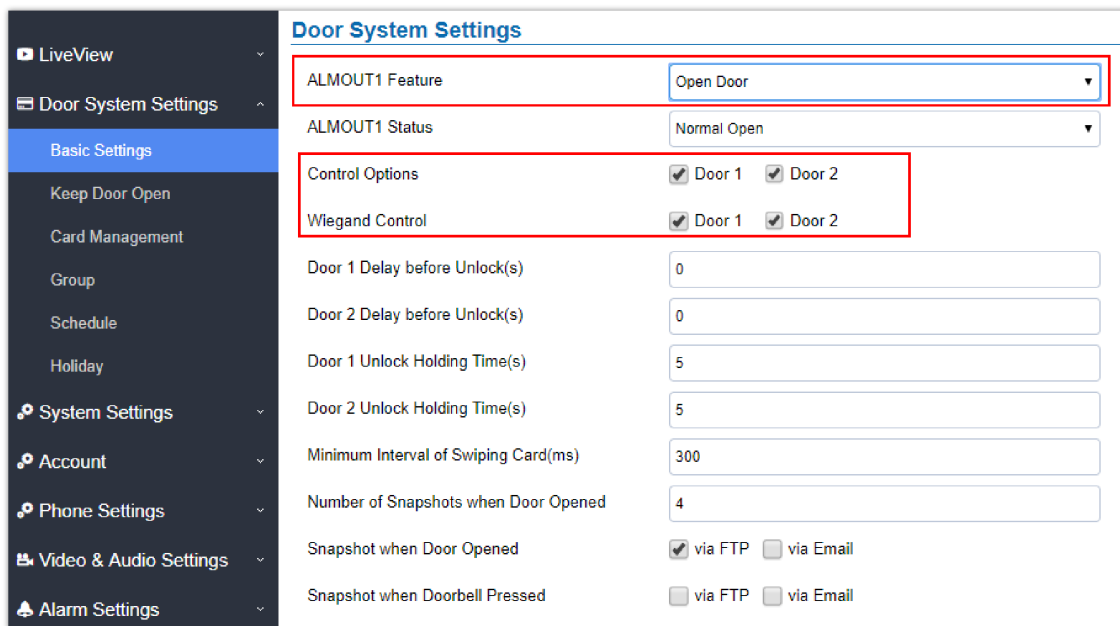 LiveView
Door System Settings
Basic Settings
Keep Door Open
Card Management
Group
Schedule
Holiday
System Settings
Account
Phone Settings
Video & Audio Settings
Alarm Settings
Door System Settings
ALMOUT1 Feature Open Door
ALMOUT1 Status Normal Open
Control Options Door 1 Door 2
Wiegand Control Door 1 Door 2
Door 1 Delay before Unlock(s) 0
Door 2 Delay before Unlock(s) 0
Door 1 Unlock Holding Time(s) 5
Door 2 Unlock Holding Time(s) 5
Minimum Interval of Swiping Card(ms) 300
Number of Snapshots when Door Opened 4
Snapshot when Door Opened via FTP via Email
Snapshot when Doorbell Pressed via FTP via Email